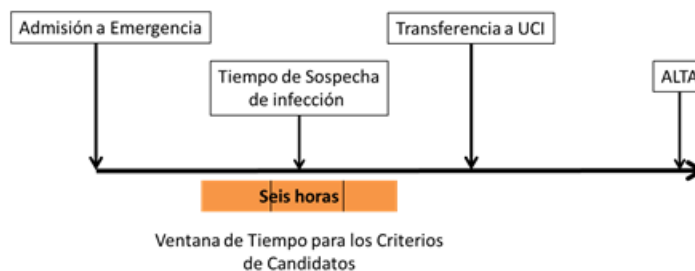 Admisión a Emergencia
Transferencia a UCI
Tiempo de Sospecha
de infección
ALTA
Seis horas
Ventana de Tiempo para los Criterios
de Candidatos